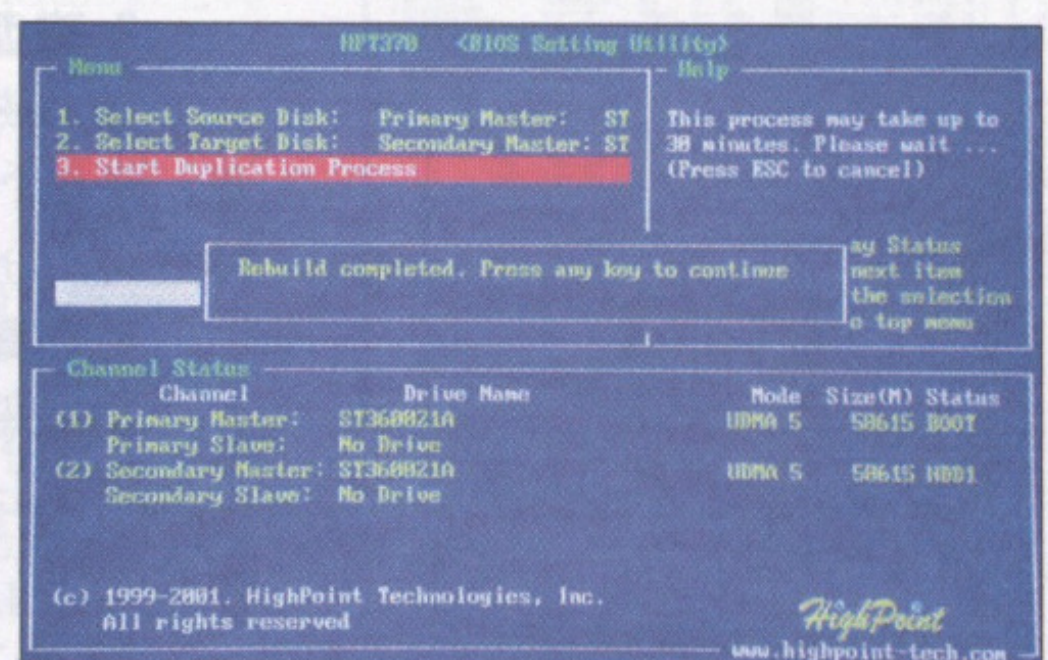 HPT370 <BIOS Setting Utility>
Menu
1. Select Source Disk: Primary Master: ST
2. Select Target Disk: Secondary Master: ST
3. Start Duplication Process
Help
This process may take up to
30 minutes. Please wait ...
(Press ESC to cancel)
Rebuild completed. Press any key to continue
ay Status
next item
the selection
o top menu
Channel Status
Channel Drive Name Mode Size(M) Status
(1) Primary Master: ST360021A UDMA 5 58615 BOOT
Primary Slave: No Drive
(2) Secondary Master: ST360021A UDMA 5 58615 HDD1
Secondary Slave: No Drive
(c) 1999-2001. HighPoint Technologies, Inc.
All rights reserved
HighPoint
www.highpoint-tech.com